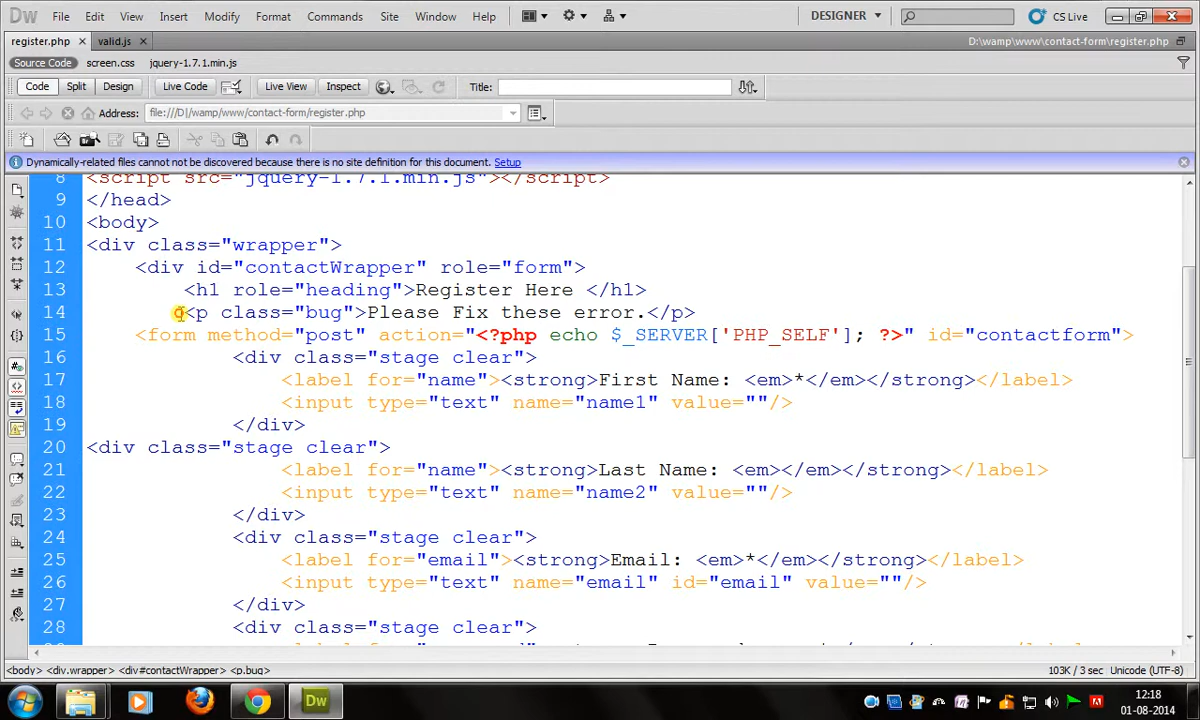 Dw File Edit View Insert Modify Format Commands Site Window Help DESIGNER CS Live
register.php valid.js D:\wamp\www\contact-form\register.php
Source Code screen.css jquery-1.7.1.min.js
Code Split Design Live Code Live View Inspect Title:
Address: file:///D|/wamp/www/contact-form/register.php
Dynamically-related files cannot not be discovered because there is no site definition for this document. Setup
8 <script src="jquery-1.7.1.min.js"></script>
9 </head>
10 <body>
11 <div class="wrapper">
12 <div id="contactWrapper" role="form">
13 <h1 role="heading">Register Here </h1>
14 <p class="bug">Please Fix these error.</p>
15 <form method="post" action="<?php echo $_SERVER['PHP_SELF']; ?>" id="contactform">
16 <div class="stage clear">
17 <label for="name"><strong>First Name: <em>*</em></strong></label>
18 <input type="text" name="name1" value=""/>
19 </div>
20 <div class="stage clear">
21 <label for="name"><strong>Last Name: <em></em></strong></label>
22 <input type="text" name="name2" value=""/>
23 </div>
24 <div class="stage clear">
25 <label for="email"><strong>Email: <em>*</em></strong></label>
26 <input type="text" name="email" id="email" value=""/>
27 </div>
28 <div class="stage clear">
<body> <div.wrapper> <div#contactWrapper> <p.bug> 103K / 3 sec Unicode (UTF-8)
Dw 12:18
01-08-2014